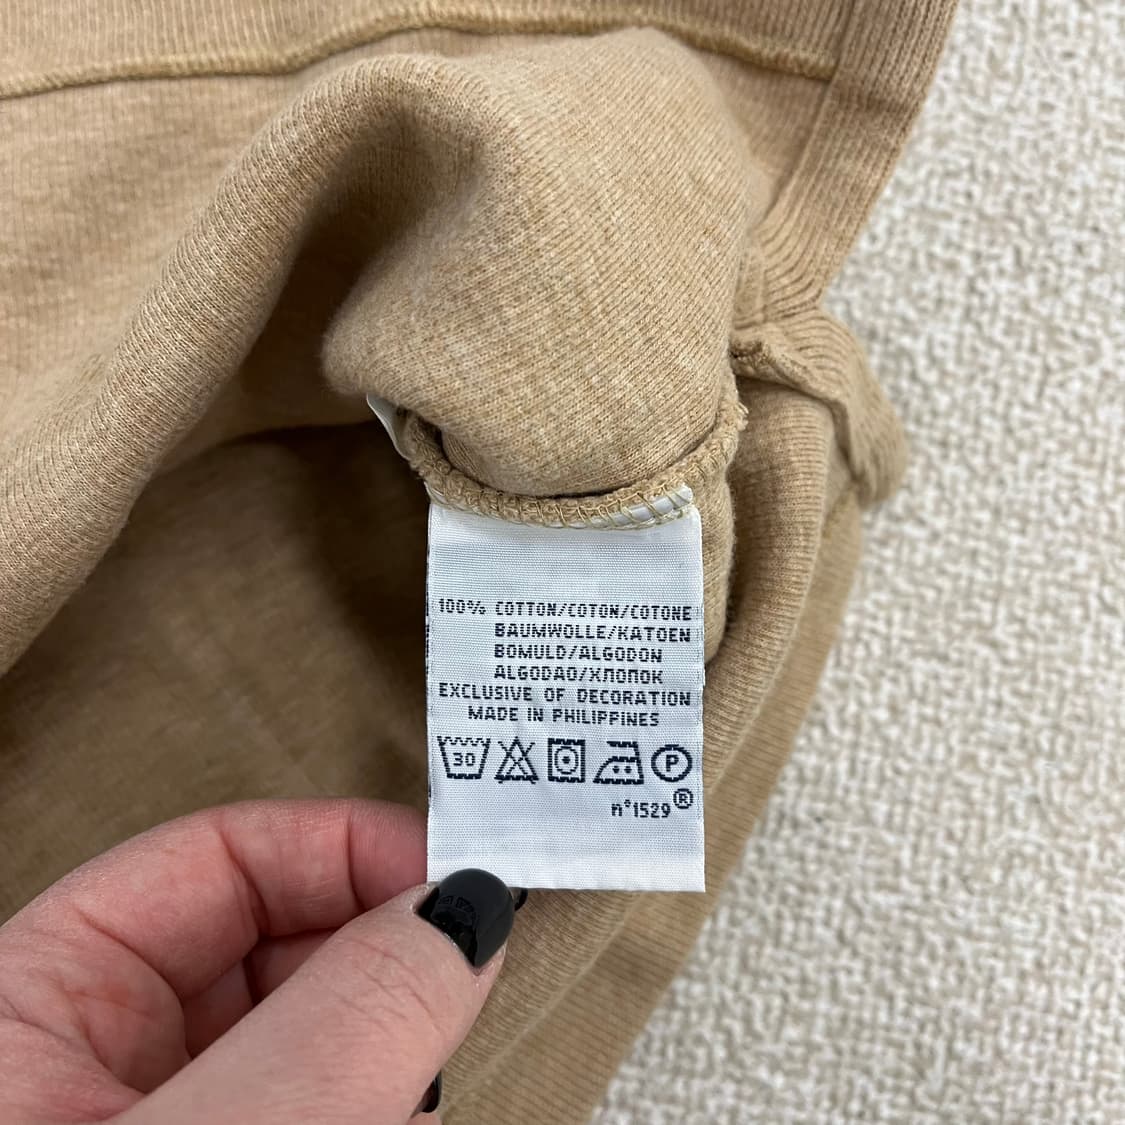 100% COTTON/COTON/COTONE
BAUMWOLLE/KATOEN
BOMULD/ALGODON
ALGODAO/ХЛОПОК
EXCLUSIVE OF DECORATION
MADE IN PHILIPPINES
30 P
n°1529®